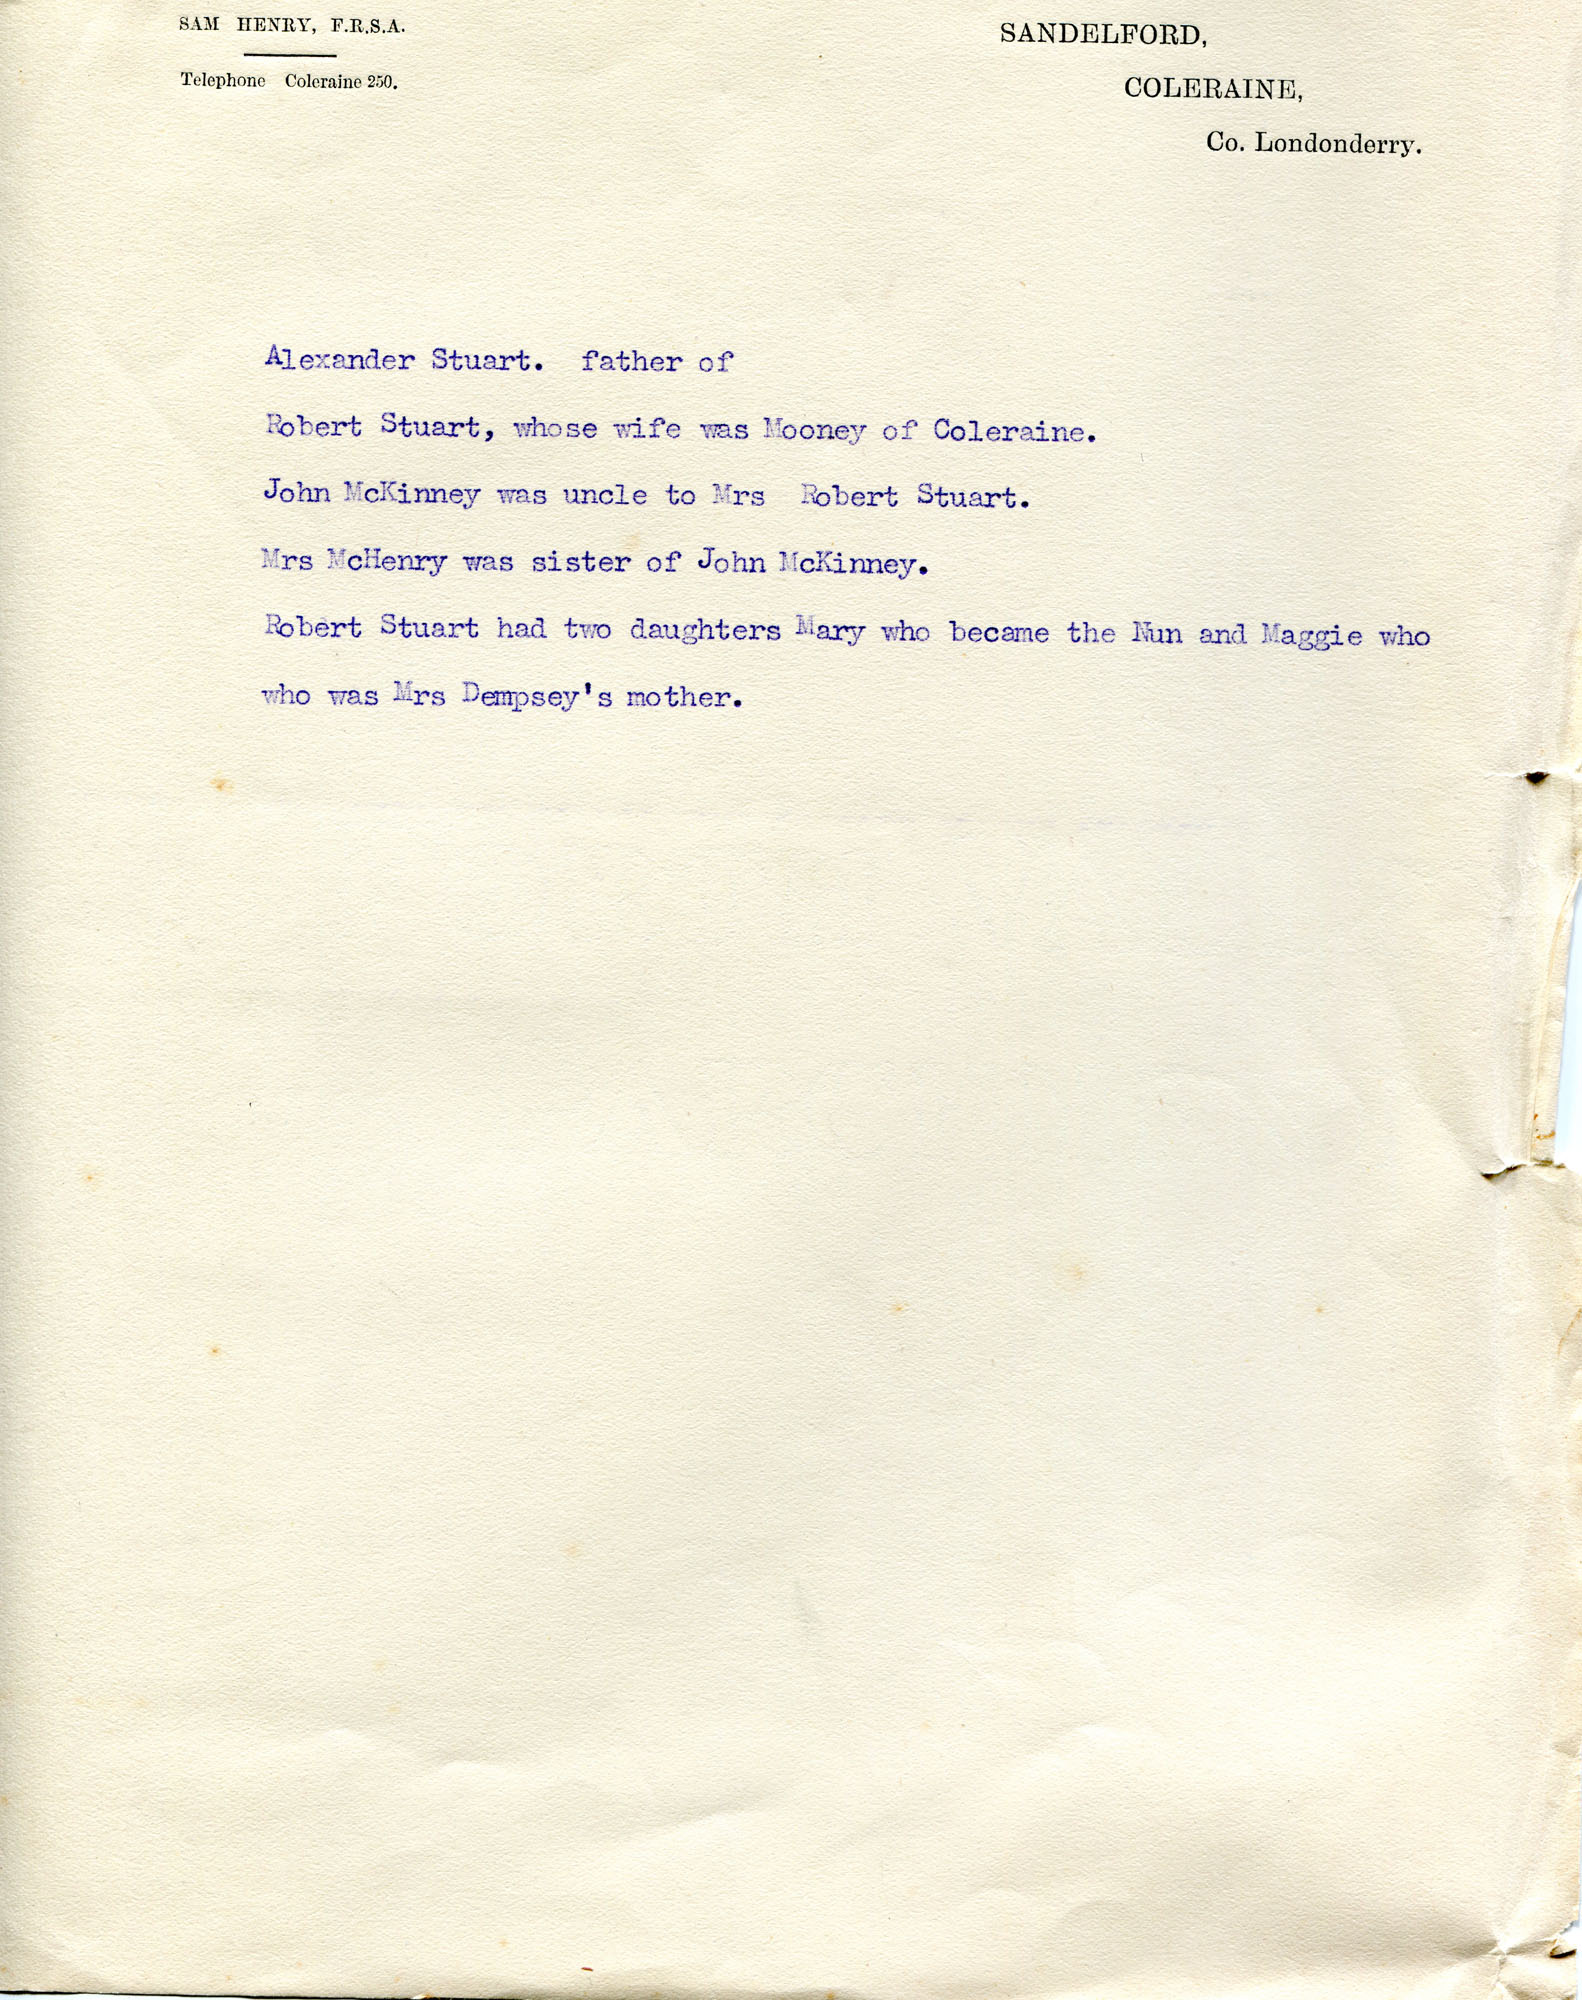 SAM HENRY, F.R.S.A.
Telephone Coleraine 250.
SANDELFORD,
COLERAINE,
Co. Londonderry.
Alexander Stuart. father of
Robert Stuart, whose wife was Mooney of Coleraine.
John McKinney was uncle to Mrs Robert Stuart.
Mrs McHenry was sister of John McKinney.
Robert Stuart had two daughters Mary who became the Nun and Maggie who
who was Mrs Dempsey's mother.